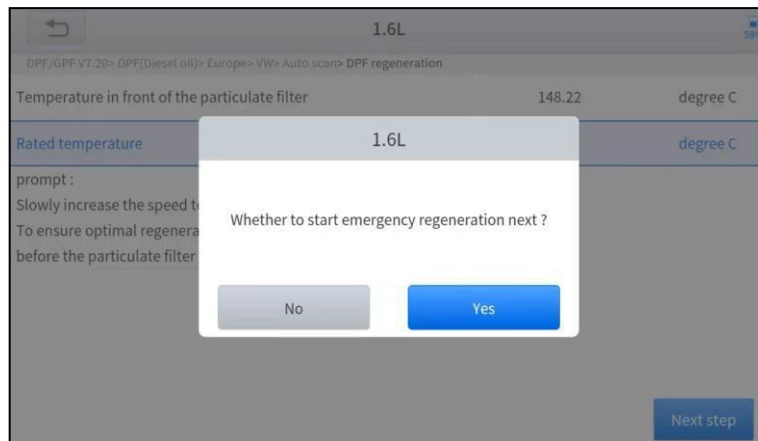 1.6L
58%
DPF/GPF V7.20> DPF(Diesel oil)> Europe> VW> Auto scan> DPF regeneration
Temperature in front of the particulate filter 148.22 degree C
Rated temperature degree C
prompt :
Slowly increase the speed
To ensure optimal
before the particulate filter
1.6L
Whether to start emergency regeneration next ?
No Yes
Next step